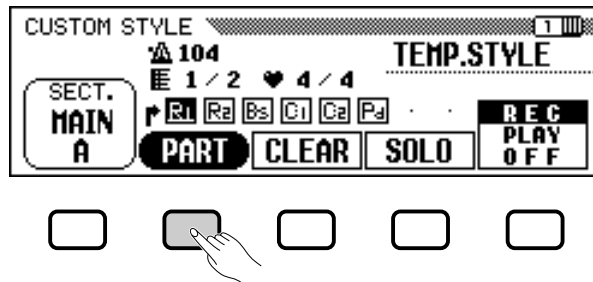 CUSTOM STYLE 1
104 TEMP.STYLE
1/2 4/4
SECT. MAIN A
R1 R2 Bs C1 C2 Pd
PART CLEAR SOLO REC PLAY OFF